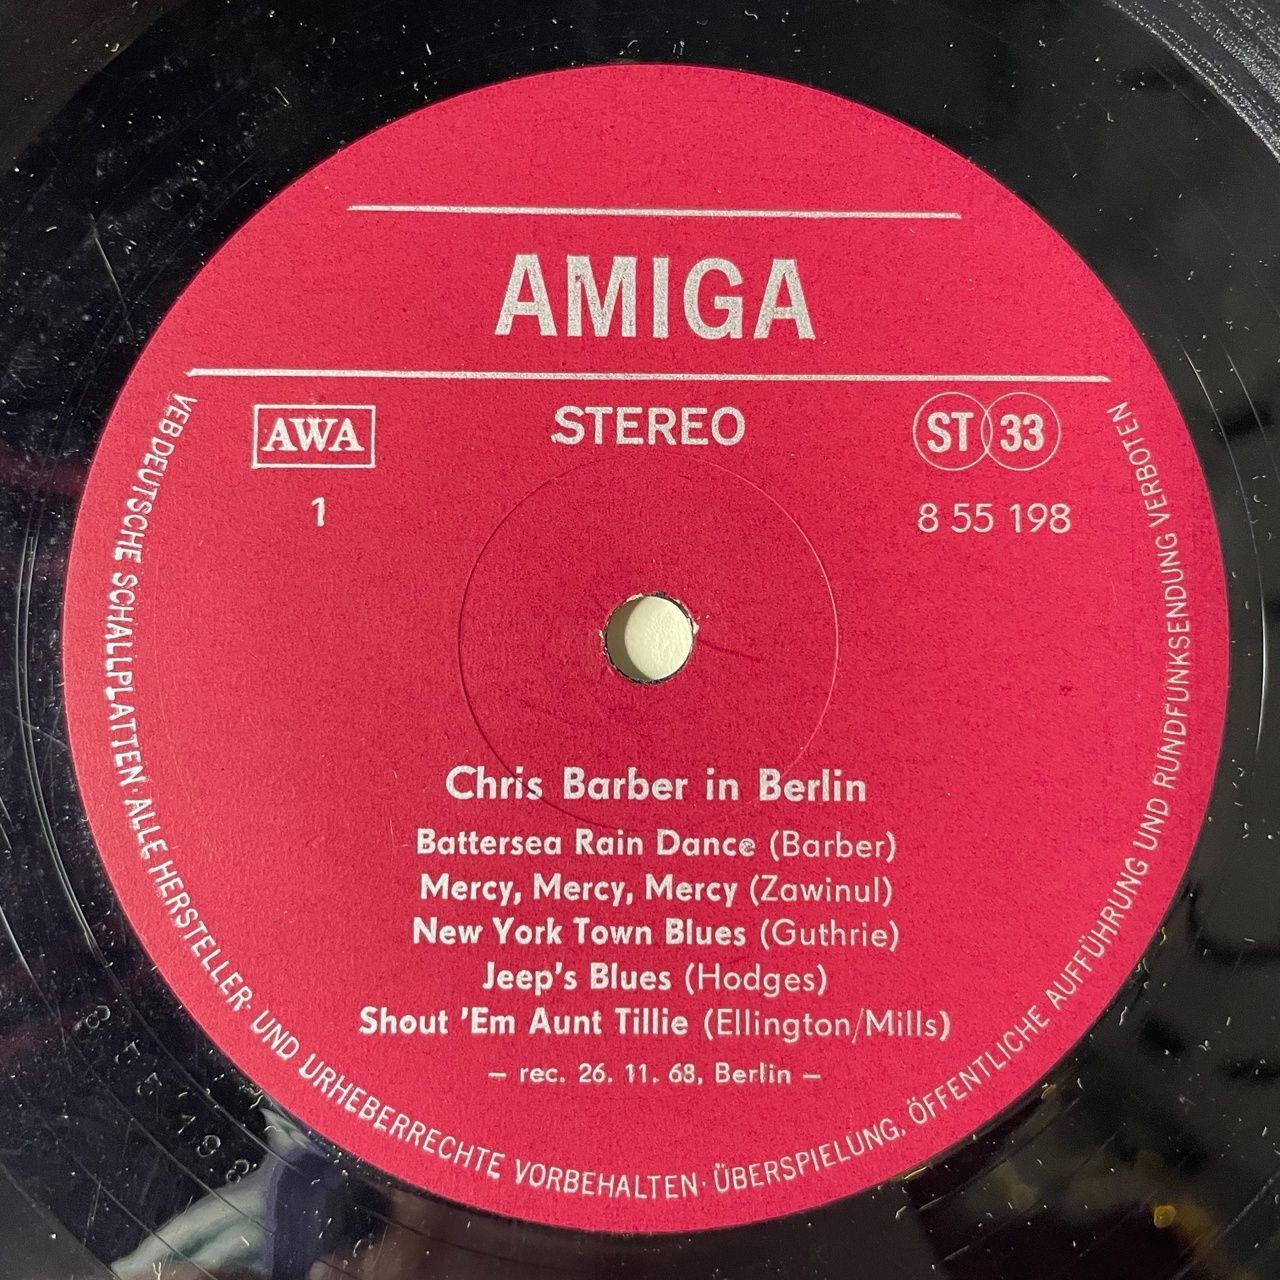 AMIGA
AWA
STEREO
ST 33
1
8 55 198
Chris Barber in Berlin
Battersea Rain Dance (Barber)
Mercy, Mercy, Mercy (Zawinul)
New York Town Blues (Guthrie)
Jeep's Blues (Hodges)
Shout 'Em Aunt Tillie (Ellington/Mills)
– rec. 26. 11. 68, Berlin –
VEB DEUTSCHE SCHALLPLATTEN · ALLE HERSTELLER- UND URHEBERRECHTE VORBEHALTEN · ÜBERSPIELUNG, ÖFFENTLICHE AUFFÜHRUNG UND RUNDFUNKSENDUNG VERBOTEN